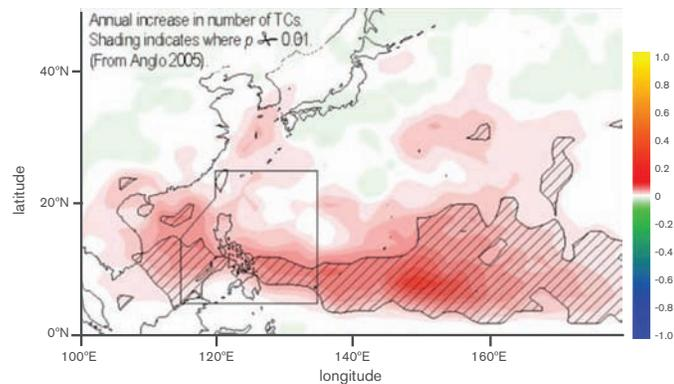 Annual increase in number of TCs.
Shading indicates where p < 0.01.
(From Anglo 2005).
40°N
20°N
0°N
latitude
100°E
120°E
140°E
160°E
longitude
1.0
0.8
0.6
0.4
0.2
0
-0.2
-0.4
-0.6
-0.8
-1.0